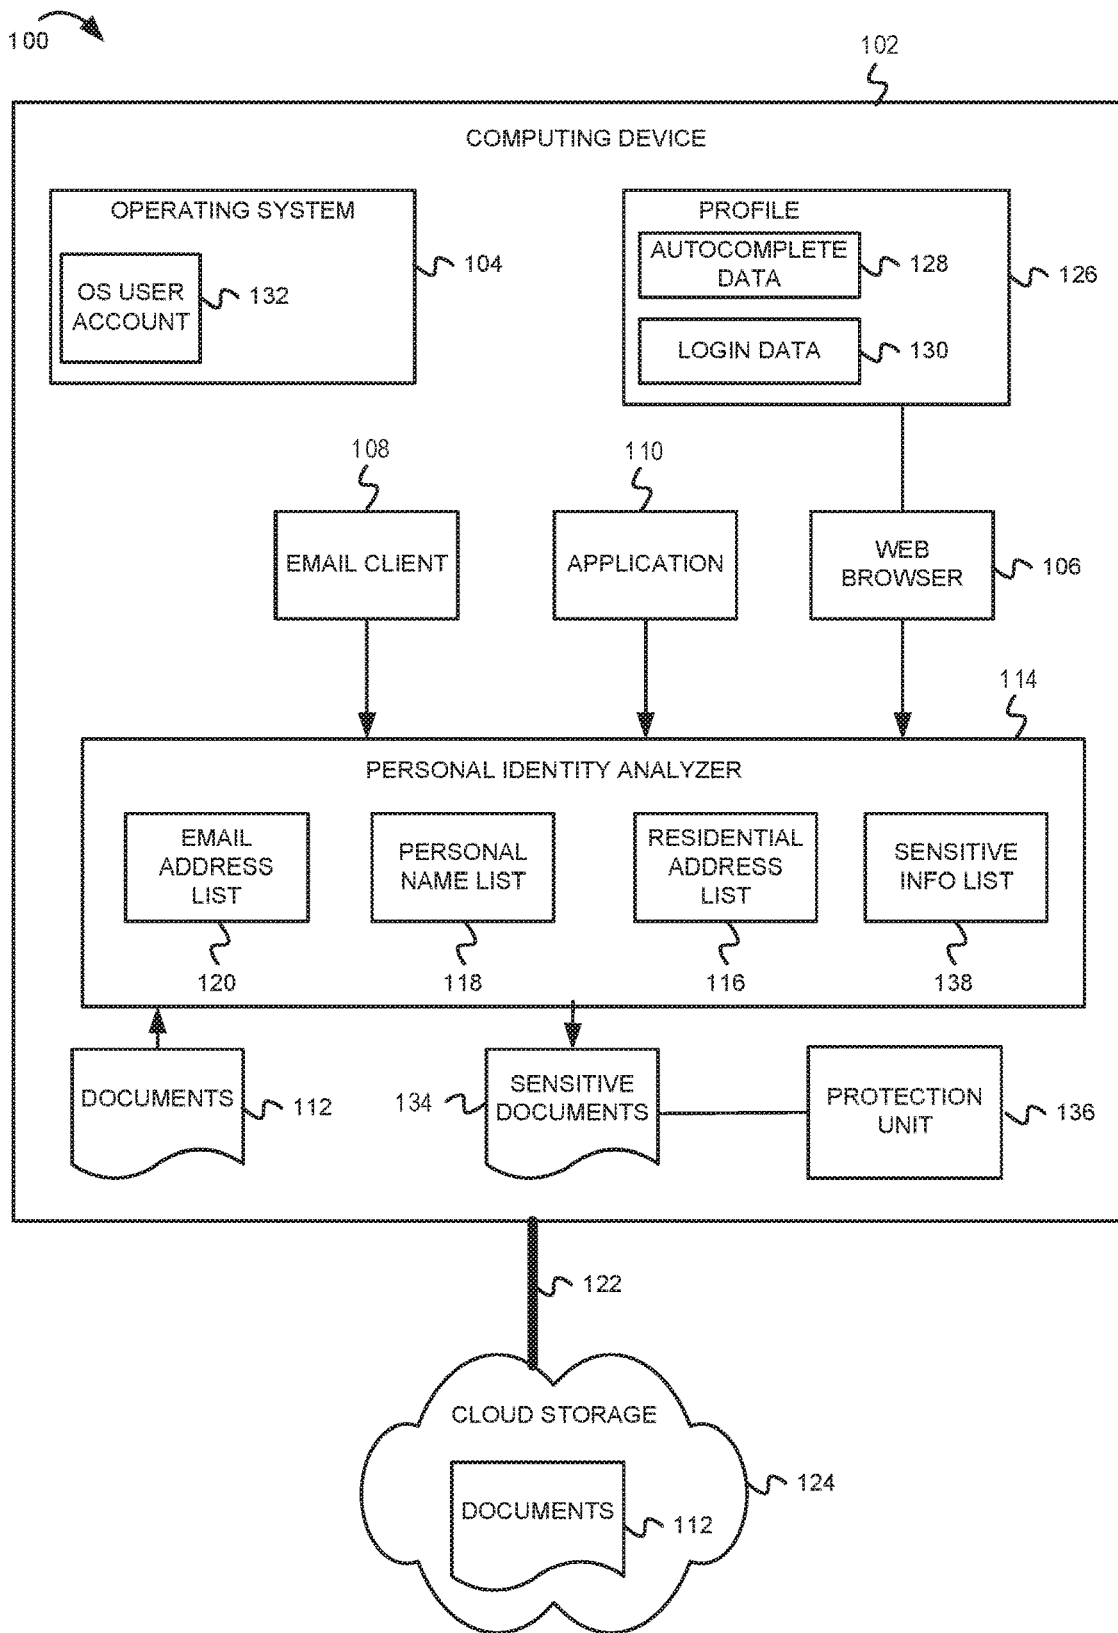 100
102
COMPUTING DEVICE
OPERATING SYSTEM
OS USER
ACCOUNT
132
104
PROFILE
AUTOCOMPLETE
DATA
128
126
LOGIN DATA
130
108
110
EMAIL CLIENT
APPLICATION
WEB
BROWSER
106
114
PERSONAL IDENTITY ANALYZER
EMAIL
ADDRESS
LIST
PERSONAL
NAME LIST
RESIDENTIAL
ADDRESS
LIST
SENSITIVE
INFO LIST
120
118
116
138
DOCUMENTS
112
134
SENSITIVE
DOCUMENTS
PROTECTION
UNIT
136
122
CLOUD STORAGE
124
DOCUMENTS
112